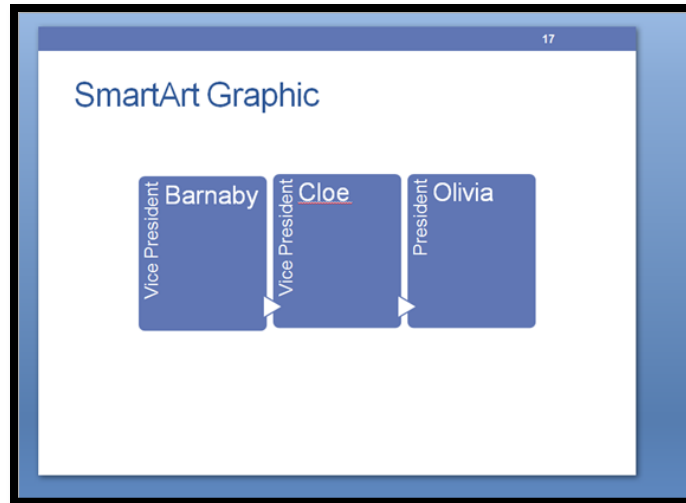 17
SmartArt Graphic
Vice President
Barnaby
Vice President
Cloe
President
Olivia